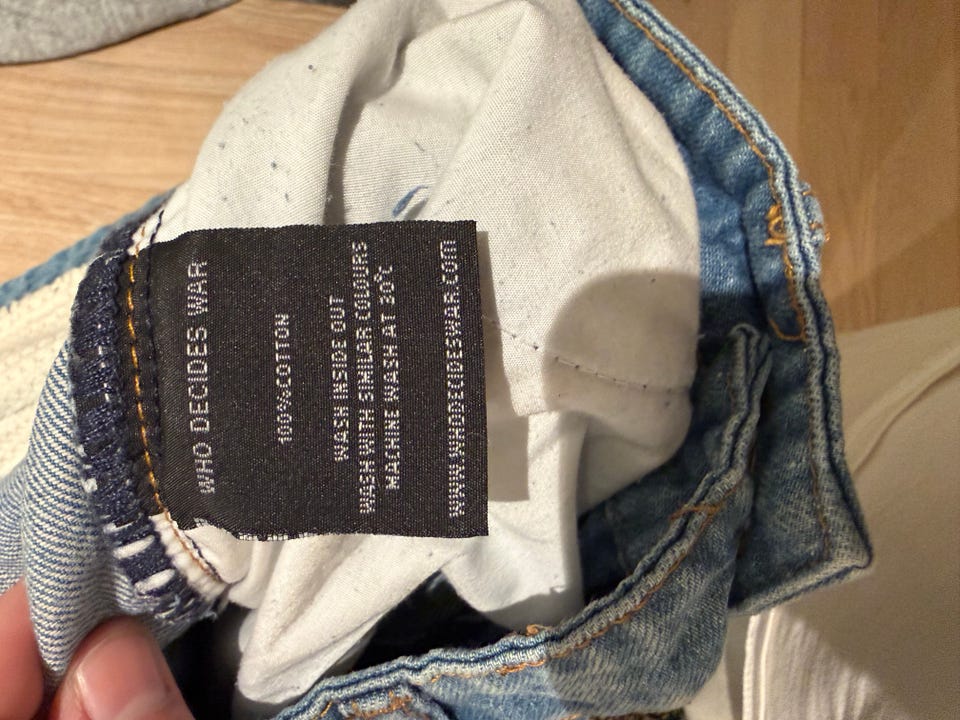 WHO DECIDES WAR
100%COTTON
WASH INSIDE OUT
WASH WITH SIMILAR COLOURS
MACHINE WASH AT 30℃
WWW.WHODECIDESWAR.COM